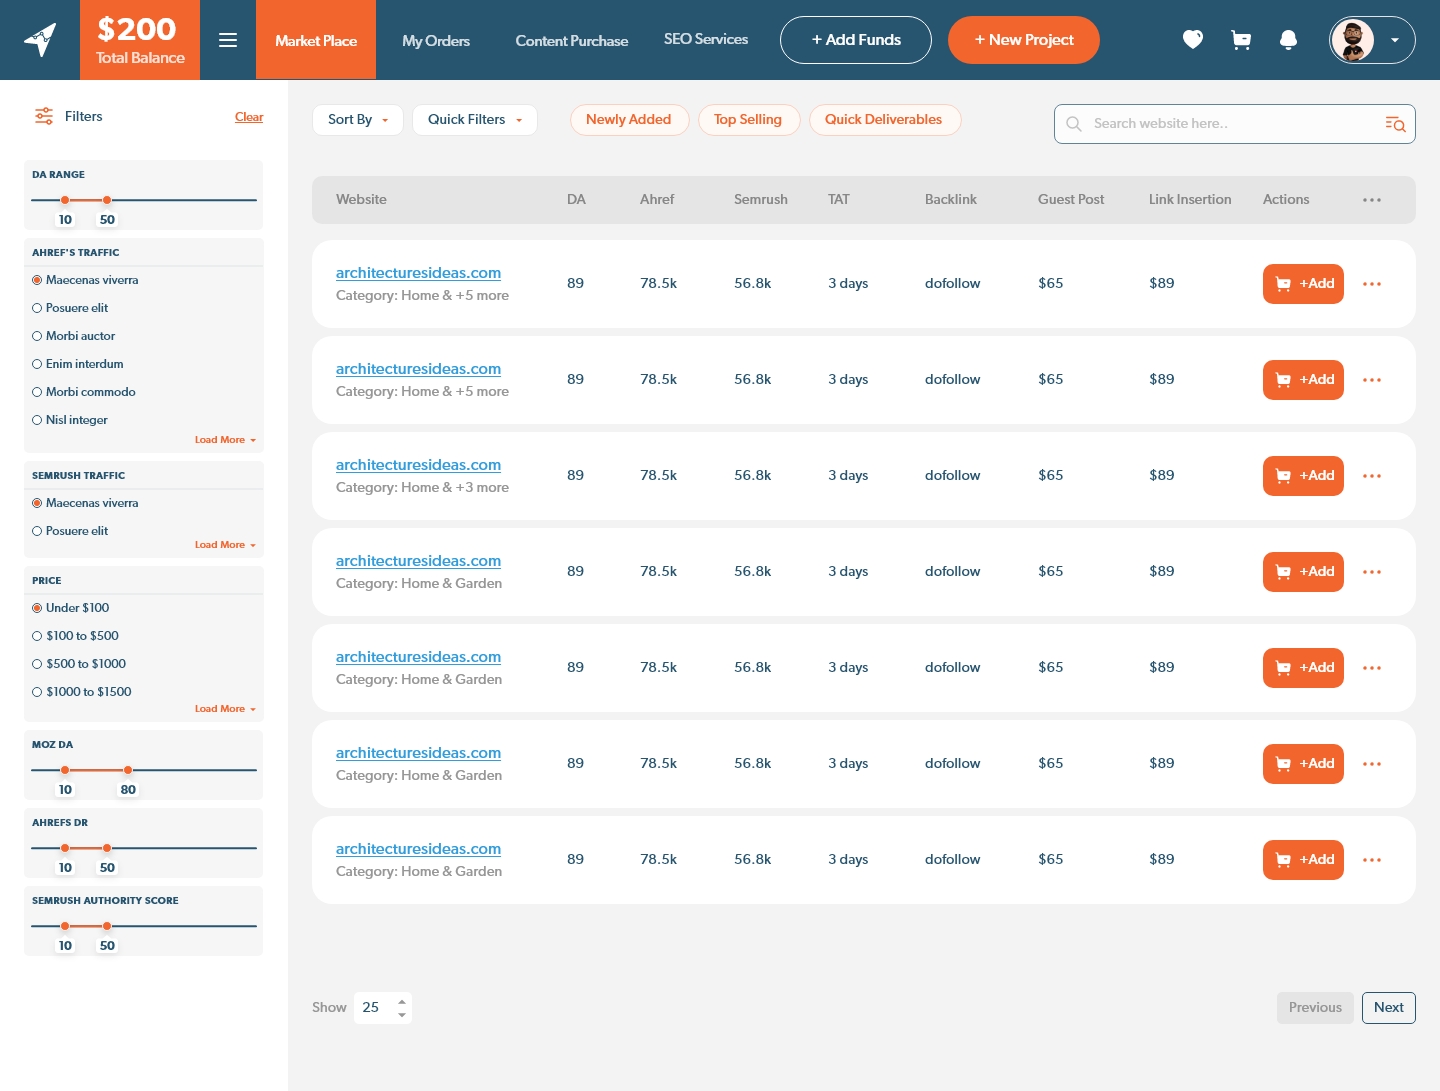 $200
Total Balance
Market Place
My Orders
Content Purchase
SEO Services
+ Add Funds
+ New Project
Filters
Clear
DA RANGE
10 50
AHREF'S TRAFFIC
Maecenas viverra
Posuere elit
Morbi auctor
Enim interdum
Morbi commodo
Nisl integer
Load More
SEMRUSH TRAFFIC
Maecenas viverra
Posuere elit
Load More
PRICE
Under $100
$100 to $500
$500 to $1000
$1000 to $1500
Load More
MOZ DA
10 80
AHREFS DR
10 50
SEMRUSH AUTHORITY SCORE
10 50
Sort By
Quick Filters
Newly Added
Top Selling
Quick Deliverables
Search website here..
Website DA Ahref Semrush TAT Backlink Guest Post Link Insertion Actions
architecturesideas.com
Category: Home & +5 more
89 78.5k 56.8k 3 days dofollow $65 $89 +Add
architecturesideas.com
Category: Home & +5 more
89 78.5k 56.8k 3 days dofollow $65 $89 +Add
architecturesideas.com
Category: Home & +3 more
89 78.5k 56.8k 3 days dofollow $65 $89 +Add
architecturesideas.com
Category: Home & Garden
89 78.5k 56.8k 3 days dofollow $65 $89 +Add
architecturesideas.com
Category: Home & Garden
89 78.5k 56.8k 3 days dofollow $65 $89 +Add
architecturesideas.com
Category: Home & Garden
89 78.5k 56.8k 3 days dofollow $65 $89 +Add
architecturesideas.com
Category: Home & Garden
89 78.5k 56.8k 3 days dofollow $65 $89 +Add
Show 25
Previous
Next